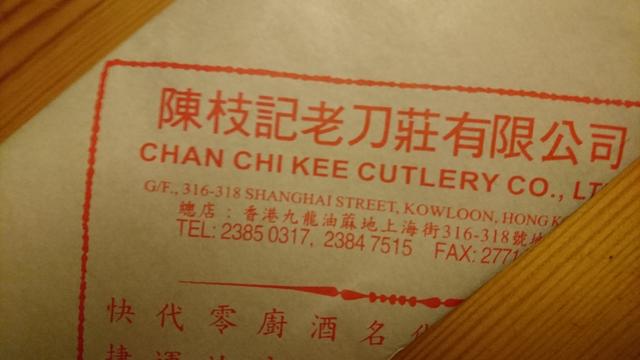 陳枝記老刀莊有限公司
CHAN CHI KEE CUTLERY CO., LT
G/F., 316-318 SHANGHAI STREET, KOWLOON, HONG K
總店：香港九龍油蔴地上海街316-318號地
TEL: 2385 0317, 2384 7515 FAX: 2771
快代零廚酒名
捷運